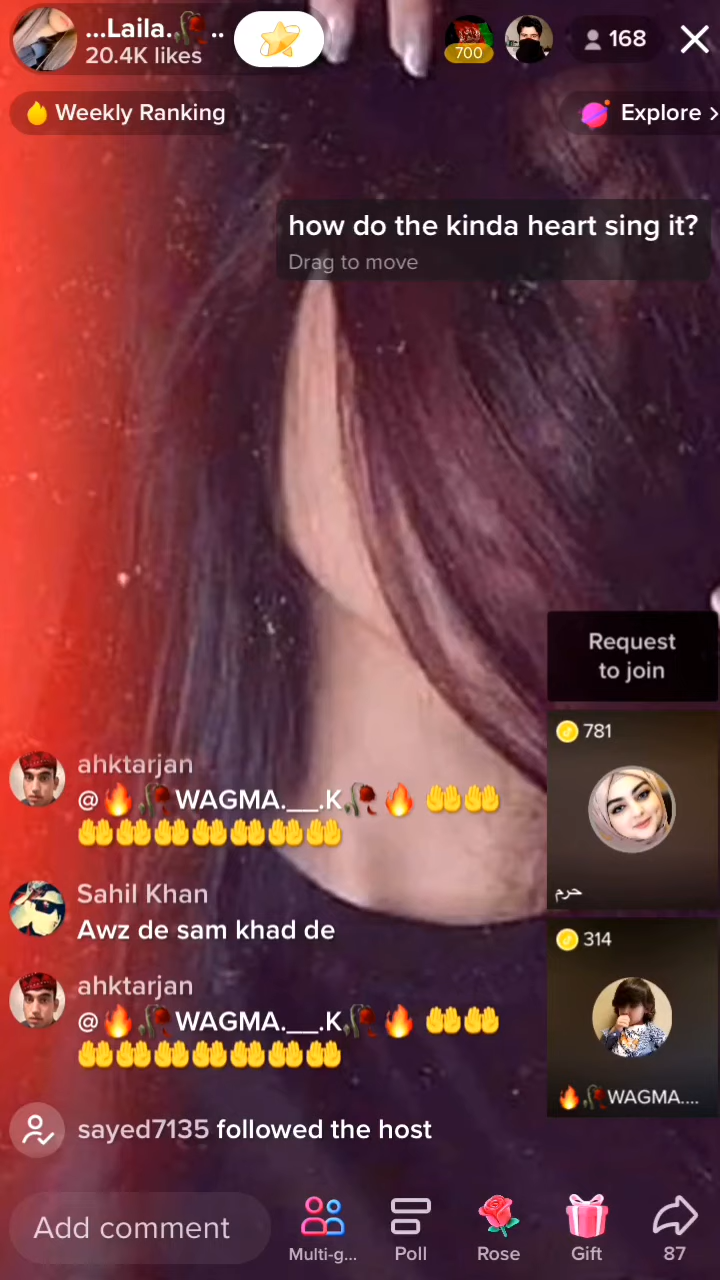 ...Laila.🥀..
20.4K likes
700
168
Weekly Ranking
Explore >
how do the kinda heart sing it?
Drag to move
Request
to join
781
حرم
ahktarjan
@🔥🥀WAGMA.__.K🥀🔥 🤲🤲
🤲🤲🤲🤲🤲🤲🤲
Sahil Khan
Awz de sam khad de
314
🔥🥀WAGMA....
ahktarjan
@🔥🥀WAGMA.__.K🥀🔥 🤲🤲
🤲🤲🤲🤲🤲🤲🤲
sayed7135 followed the host
Add comment
Multi-g...
Poll
Rose
Gift
87